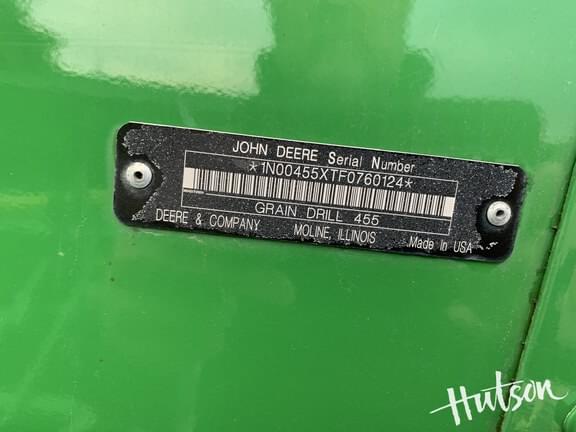 JOHN DEERE Serial Number
*1N00455XTF0760124*
GRAIN DRILL 455
DEERE & COMPANY MOLINE, ILLINOIS Made In USA
Hutson